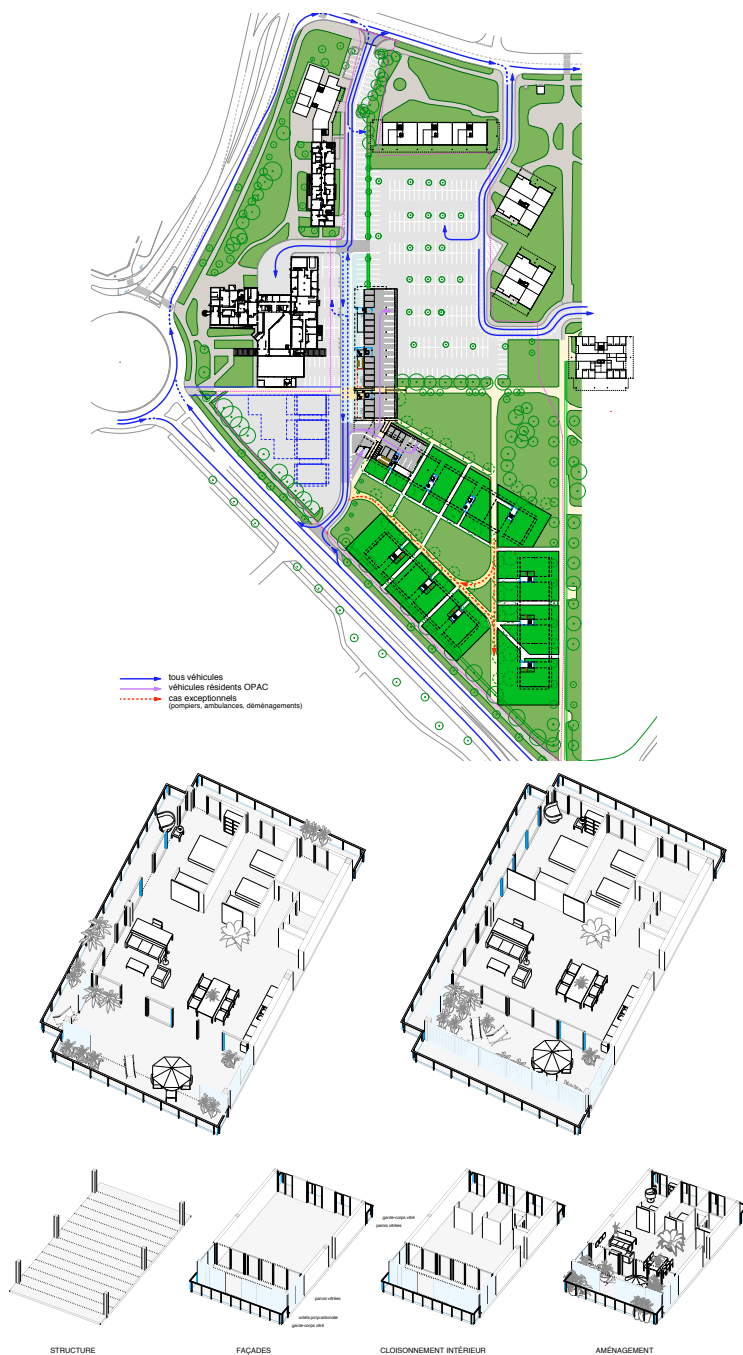 tous véhicules
véhicules résidents OPAC
cas exceptionnels
(pompiers, ambulances, déménagements)
garde-corps vitré
parois vitrées
parois vitrées
volets polycarbonate
garde-corps vitré
STRUCTURE
FAÇADES
CLOISONNEMENT INTÉRIEUR
AMÉNAGEMENT